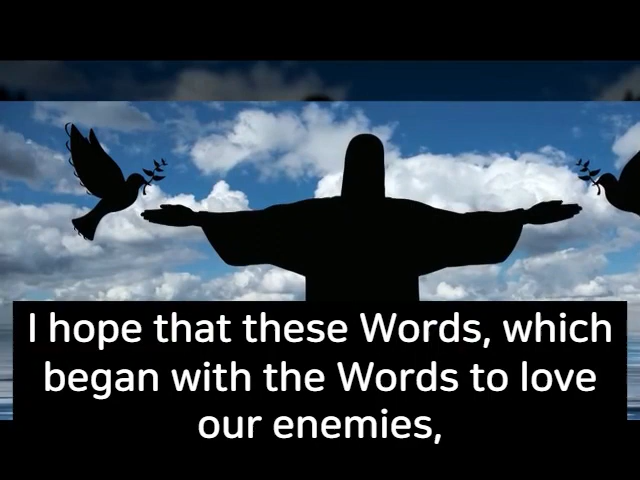 I hope that these Words, which
began with the Words to love
our enemies,